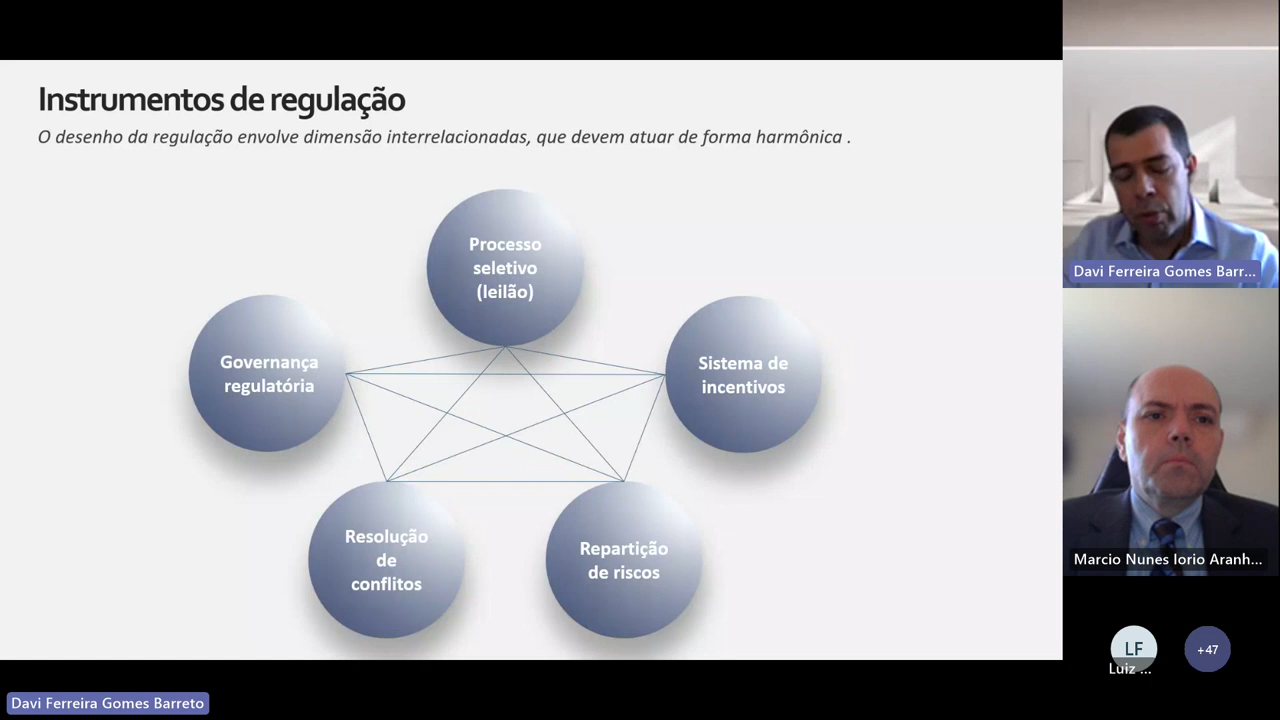 Instrumentos de regulação
O desenho da regulação envolve dimensão interrelacionadas, que devem atuar de forma harmônica .
Processo
seletivo
(leilão)
Governança
regulatória
Sistema de
incentivos
Resolução
de
conflitos
Repartição
de riscos
Davi Ferreira Gomes Barr...
Marcio Nunes Iorio Aranh...
LF
Luiz ...
+47
Davi Ferreira Gomes Barreto